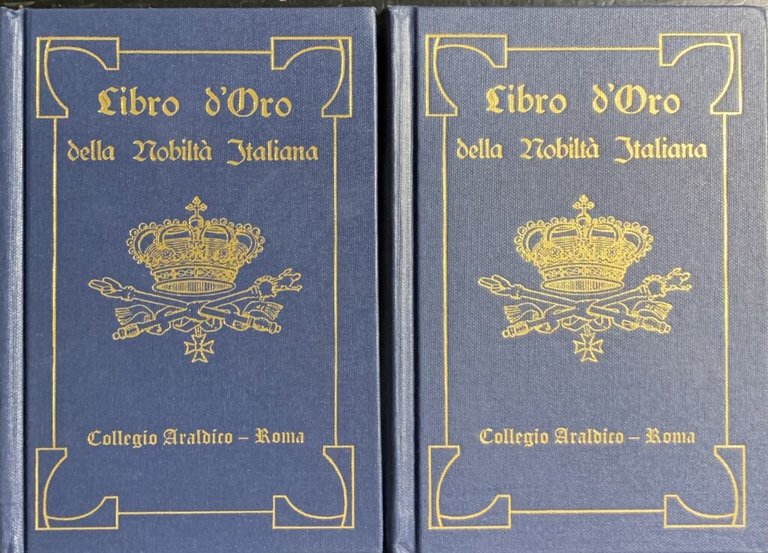 Libro d'Oro
della Nobiltà Italiana
Collegio Araldico – Roma
Libro d'Oro
della Nobiltà Italiana
Collegio Araldico – Roma